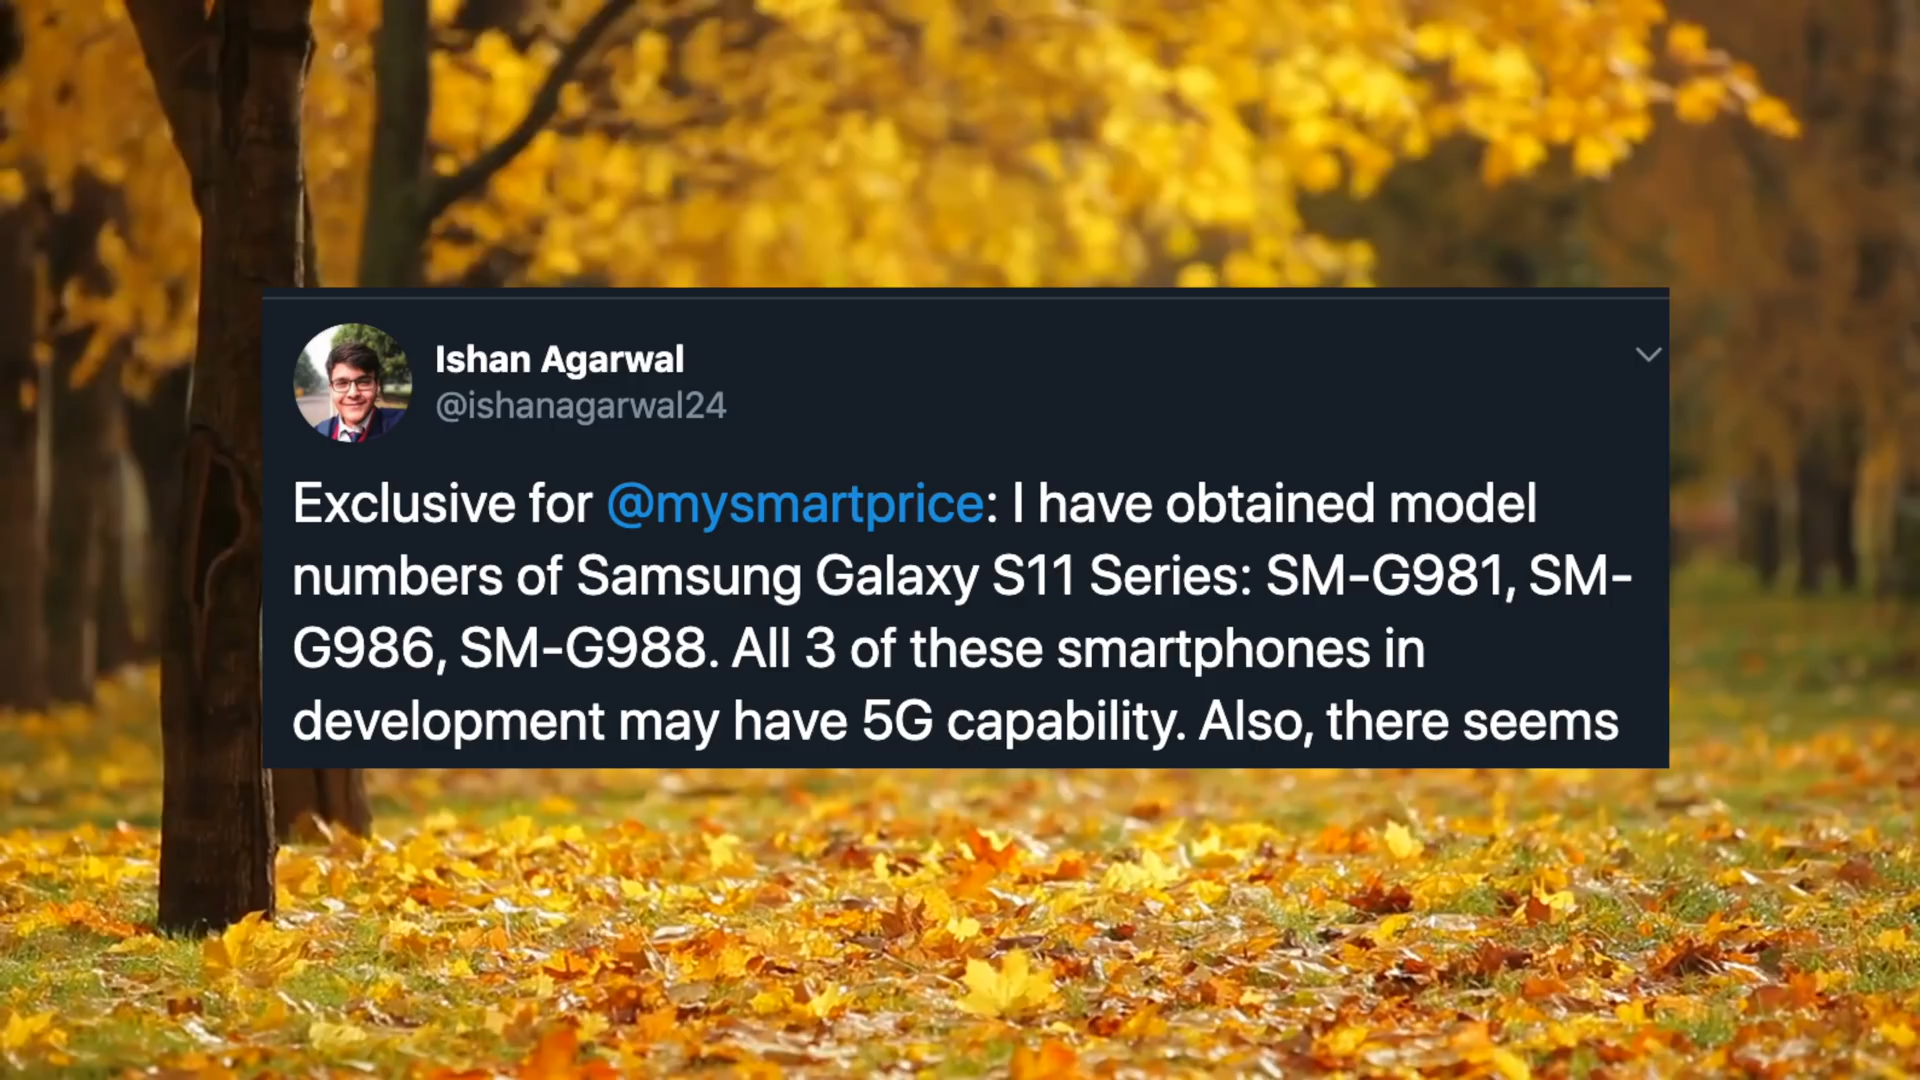 Ishan Agarwal
@ishanagarwal24
Exclusive for @mysmartprice: I have obtained model
numbers of Samsung Galaxy S11 Series: SM-G981, SM-
G986, SM-G988. All 3 of these smartphones in
development may have 5G capability. Also, there seems